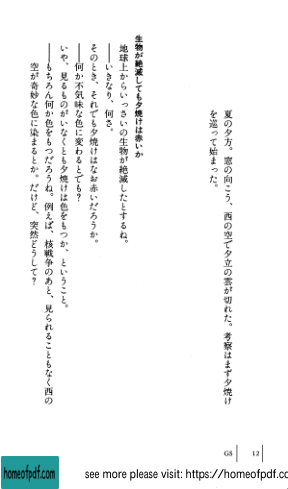 夏の夕方。窓の向こう、西の空で夕立の雲が切れた。考察はまず夕焼け
を巡って始まった。
生物が絶滅しても夕焼けは赤いか
地球上からいっさいの生物が絶滅したとするね。
——いきなり、何さ。
そのとき、それでも夕焼けはなお赤いだろうか。
——何か不気味な色に変わるとでも?
いや、見るものがいなくとも夕焼けは色をもつか、ということ。
——もちろん何か色をもつだろうね。例えば、核戦争のあと、見られることもなく西の
空が奇妙な色に染まるとか。だけど、突然どうして?
G8 12
homeofpdf.com
see more please visit: https://homeofpdf.com